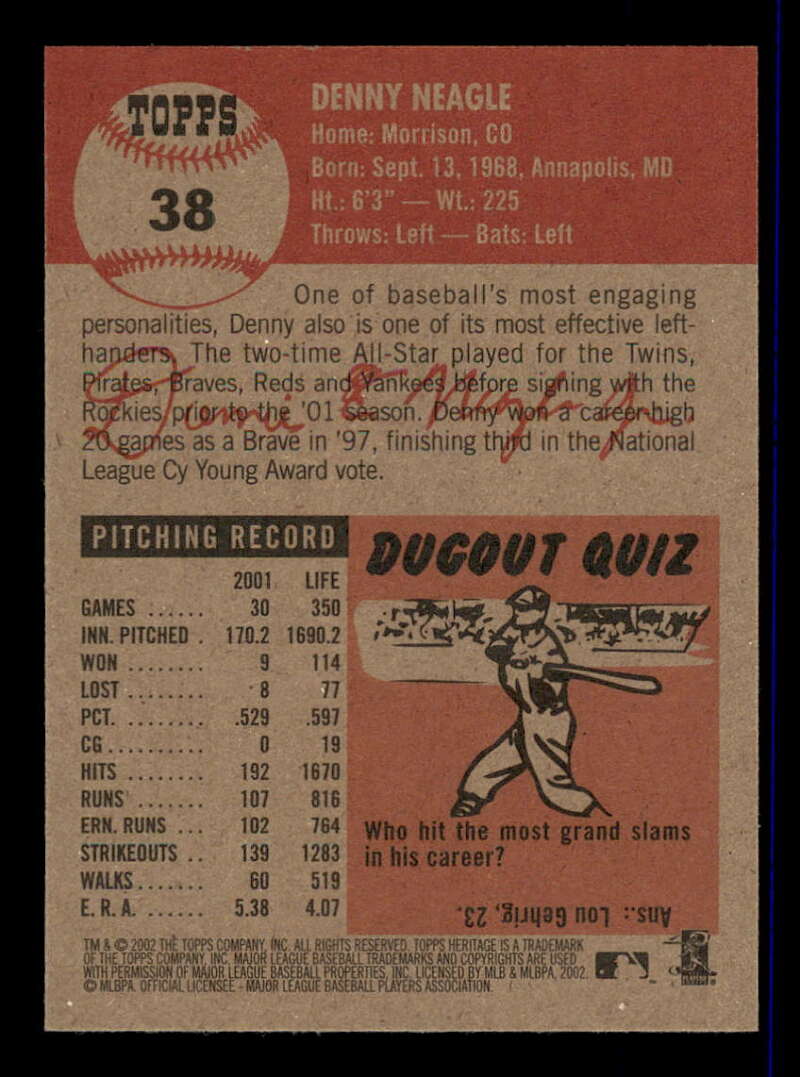 TOPPS
38
DENNY NEAGLE
Home: Morrison, CO
Born: Sept. 13, 1968, Annapolis, MD
Ht.: 6'3" — Wt.: 225
Throws: Left — Bats: Left
One of baseball's most engaging
personalities, Denny also is one of its most effective left-
handers. The two-time All-Star played for the Twins,
Pirates, Braves, Reds and Yankees before signing with the
Rockies prior to the '01 season. Denny won a career-high
20 games as a Brave in '97, finishing third in the National
League Cy Young Award vote.
Dennis E Neagle Jr
PITCHING RECORD
2001 LIFE
GAMES ...... 30 350
INN. PITCHED . 170.2 1690.2
WON ........ 9 114
LOST ........ 8 77
PCT. ........ .529 .597
CG .......... 0 19
HITS ........ 192 1670
RUNS ....... 107 816
ERN. RUNS ... 102 764
STRIKEOUTS .. 139 1283
WALKS ....... 60 519
E.R.A. ...... 5.38 4.07
DUGOUT QUIZ
Who hit the most grand slams
in his career?
Ans.: Lou Gehrig, 23.
TM & © 2002 THE TOPPS COMPANY, INC. ALL RIGHTS RESERVED. TOPPS HERITAGE IS A TRADEMARK
OF THE TOPPS COMPANY, INC. MAJOR LEAGUE BASEBALL TRADEMARKS AND COPYRIGHTS ARE USED
WITH PERMISSION OF MAJOR LEAGUE BASEBALL PROPERTIES, INC. LICENSED BY MLB & MLBPA, 2002.
© MLBPA. OFFICIAL LICENSEE - MAJOR LEAGUE BASEBALL PLAYERS ASSOCIATION.